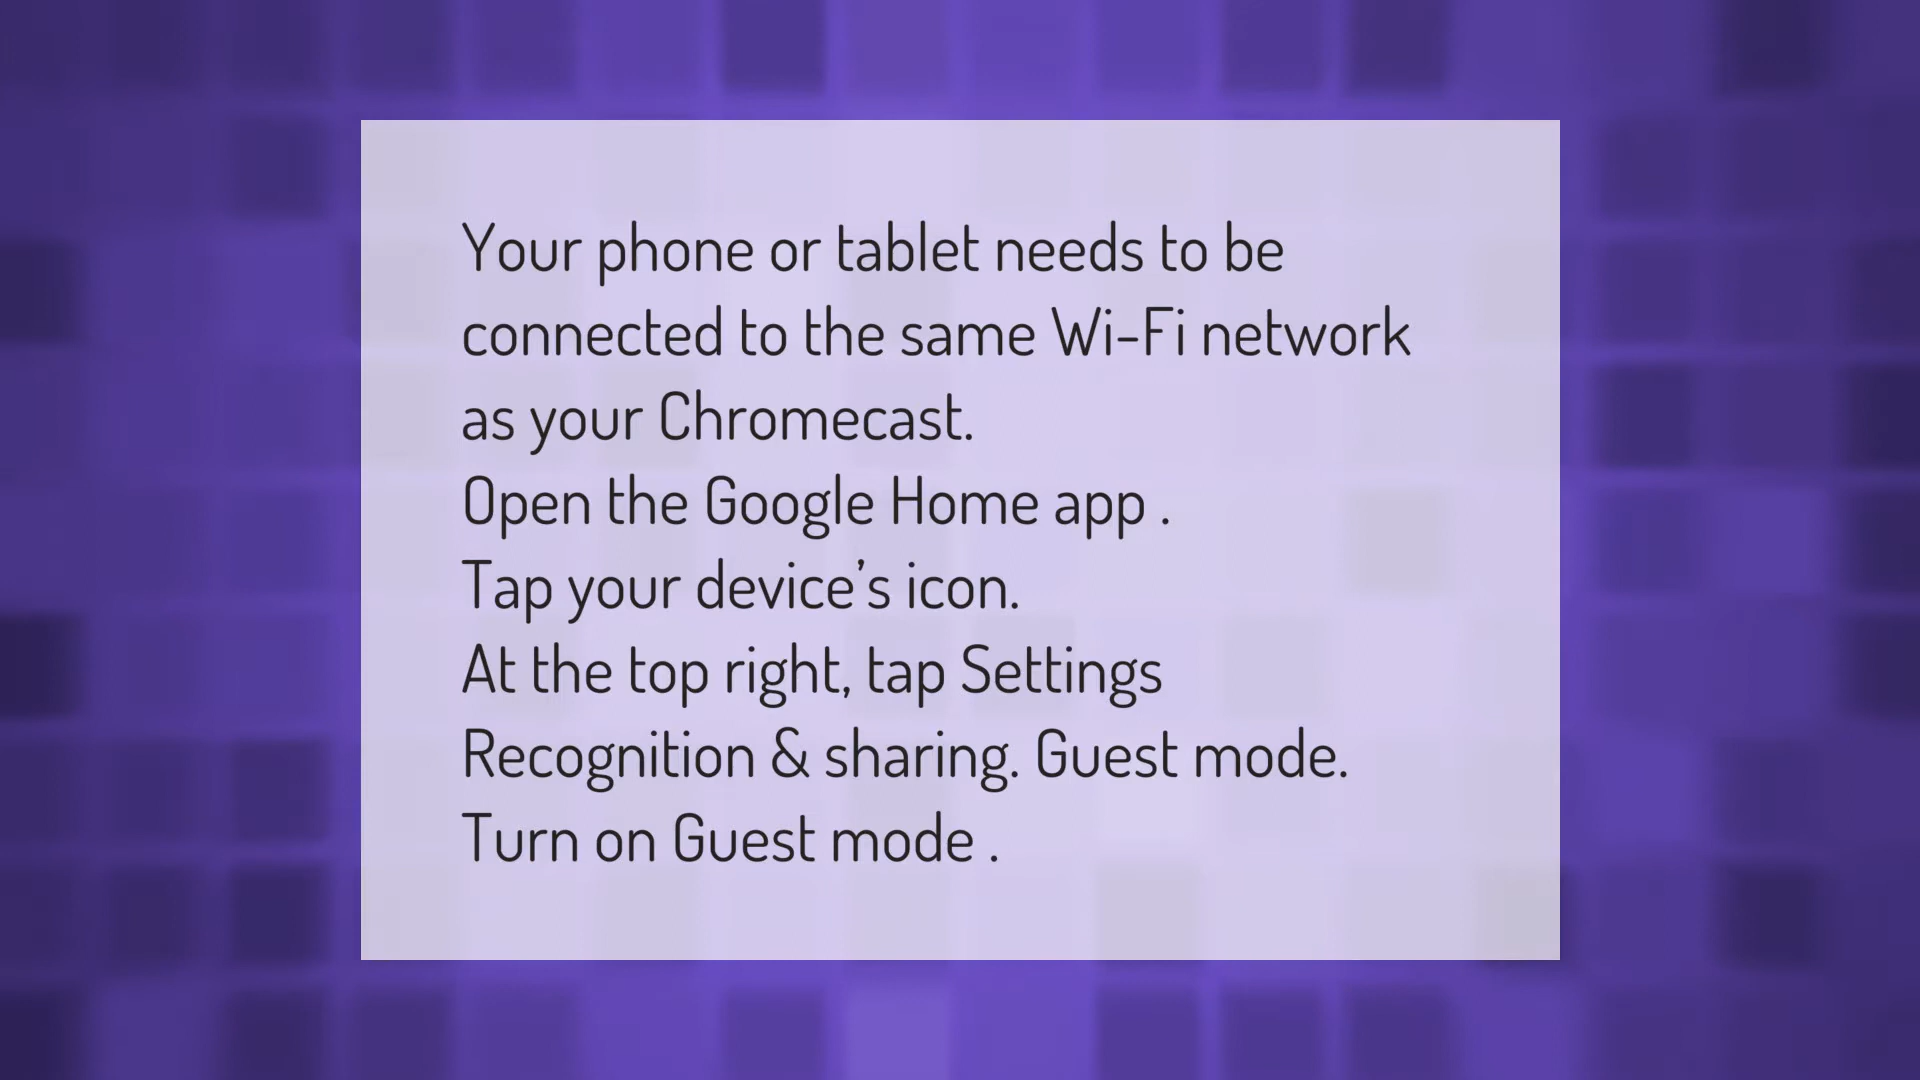 Your phone or tablet needs to be
connected to the same Wi-Fi network
as your Chromecast.
Open the Google Home app .
Tap your device’s icon.
At the top right, tap Settings
Recognition & sharing. Guest mode.
Turn on Guest mode .